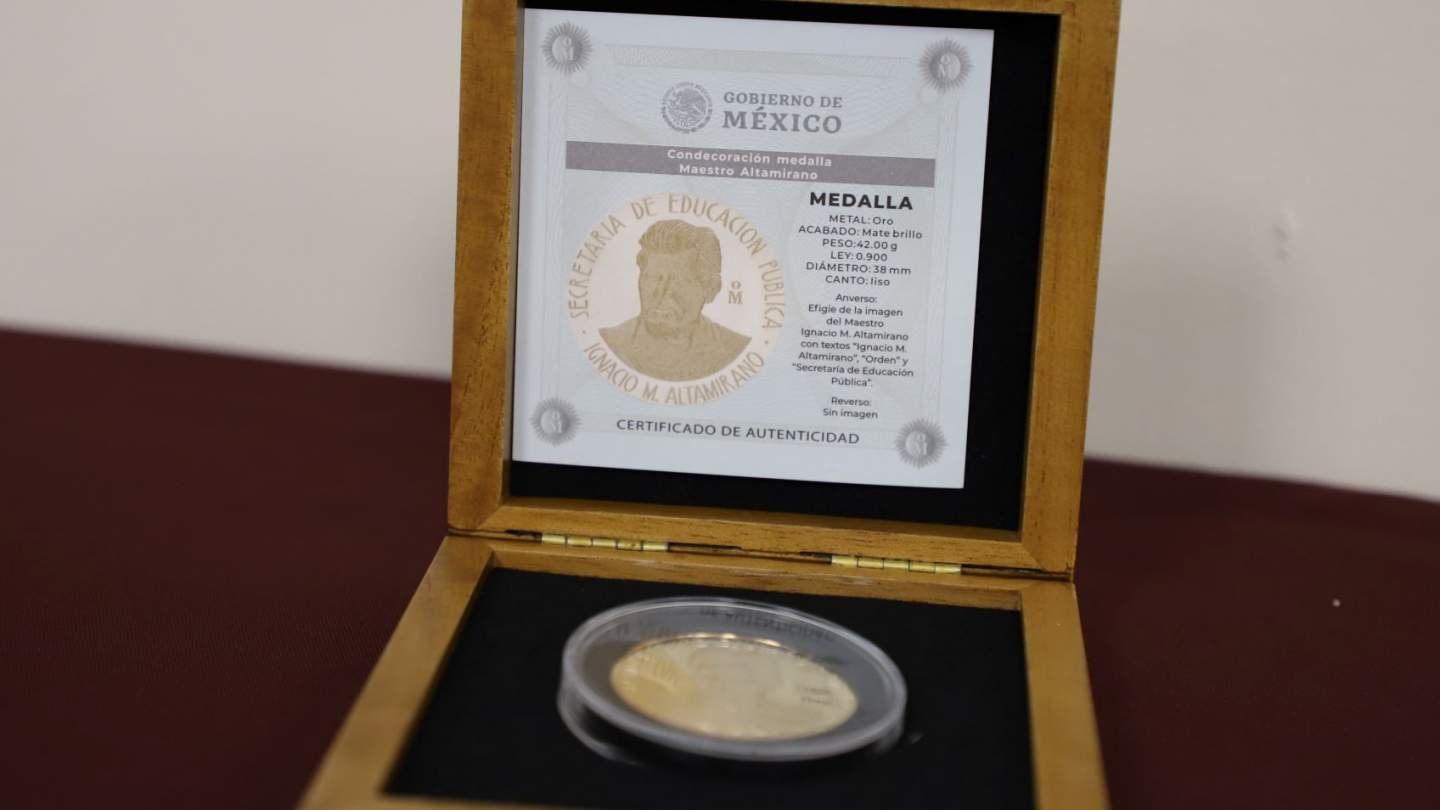 GOBIERNO DE
MÉXICO
Condecoración medalla
Maestro Altamirano
SECRETARIA DE EDUCACION PUBLICA
IGNACIO M. ALTAMIRANO
MEDALLA
METAL: Oro
ACABADO: Mate brillo
PESO:42.00 g
LEY: 0.900
DIÁMETRO: 38 mm
CANTO: liso
Anverso:
Efigie de la imagen
del Maestro
Ignacio M. Altamirano
con textos "Ignacio M.
Altamirano", "Orden" y
"Secretaría de Educación
Pública".
Reverso:
Sin imagen
CERTIFICADO DE AUTENTICIDAD